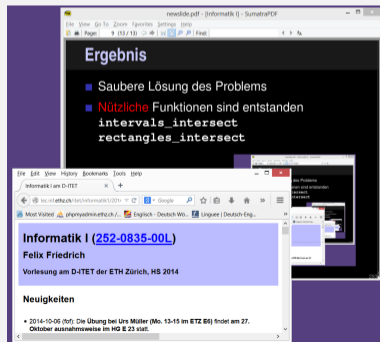 newslide.pdf - [Informatik I] - SumatraPDF
File View Go To Zoom Favorites Settings Help
Page: 9 (13 / 13) Find:
Ergebnis
Saubere Lösung des Problems
Nützliche Funktionen sind entstanden
intervals_intersect
rectangles_intersect
File Edit View History Bookmarks Tools Help
Informatik I am D-ITET
Google
Most Visited phpmyadmin.ethz.ch /... Englisch - Deutsch Wö... Linguee | Deutsch-Eng...
Informatik I (252-0835-00L)
Felix Friedrich
Vorlesung am D-ITET der ETH Zürich, HS 2014
Neuigkeiten
2014-10-06 (fof): Die Übung bei Urs Müller (Mo. 13-15 im ETZ E6) findet am 27.
Oktober ausnahmsweise im HG E 23 statt.